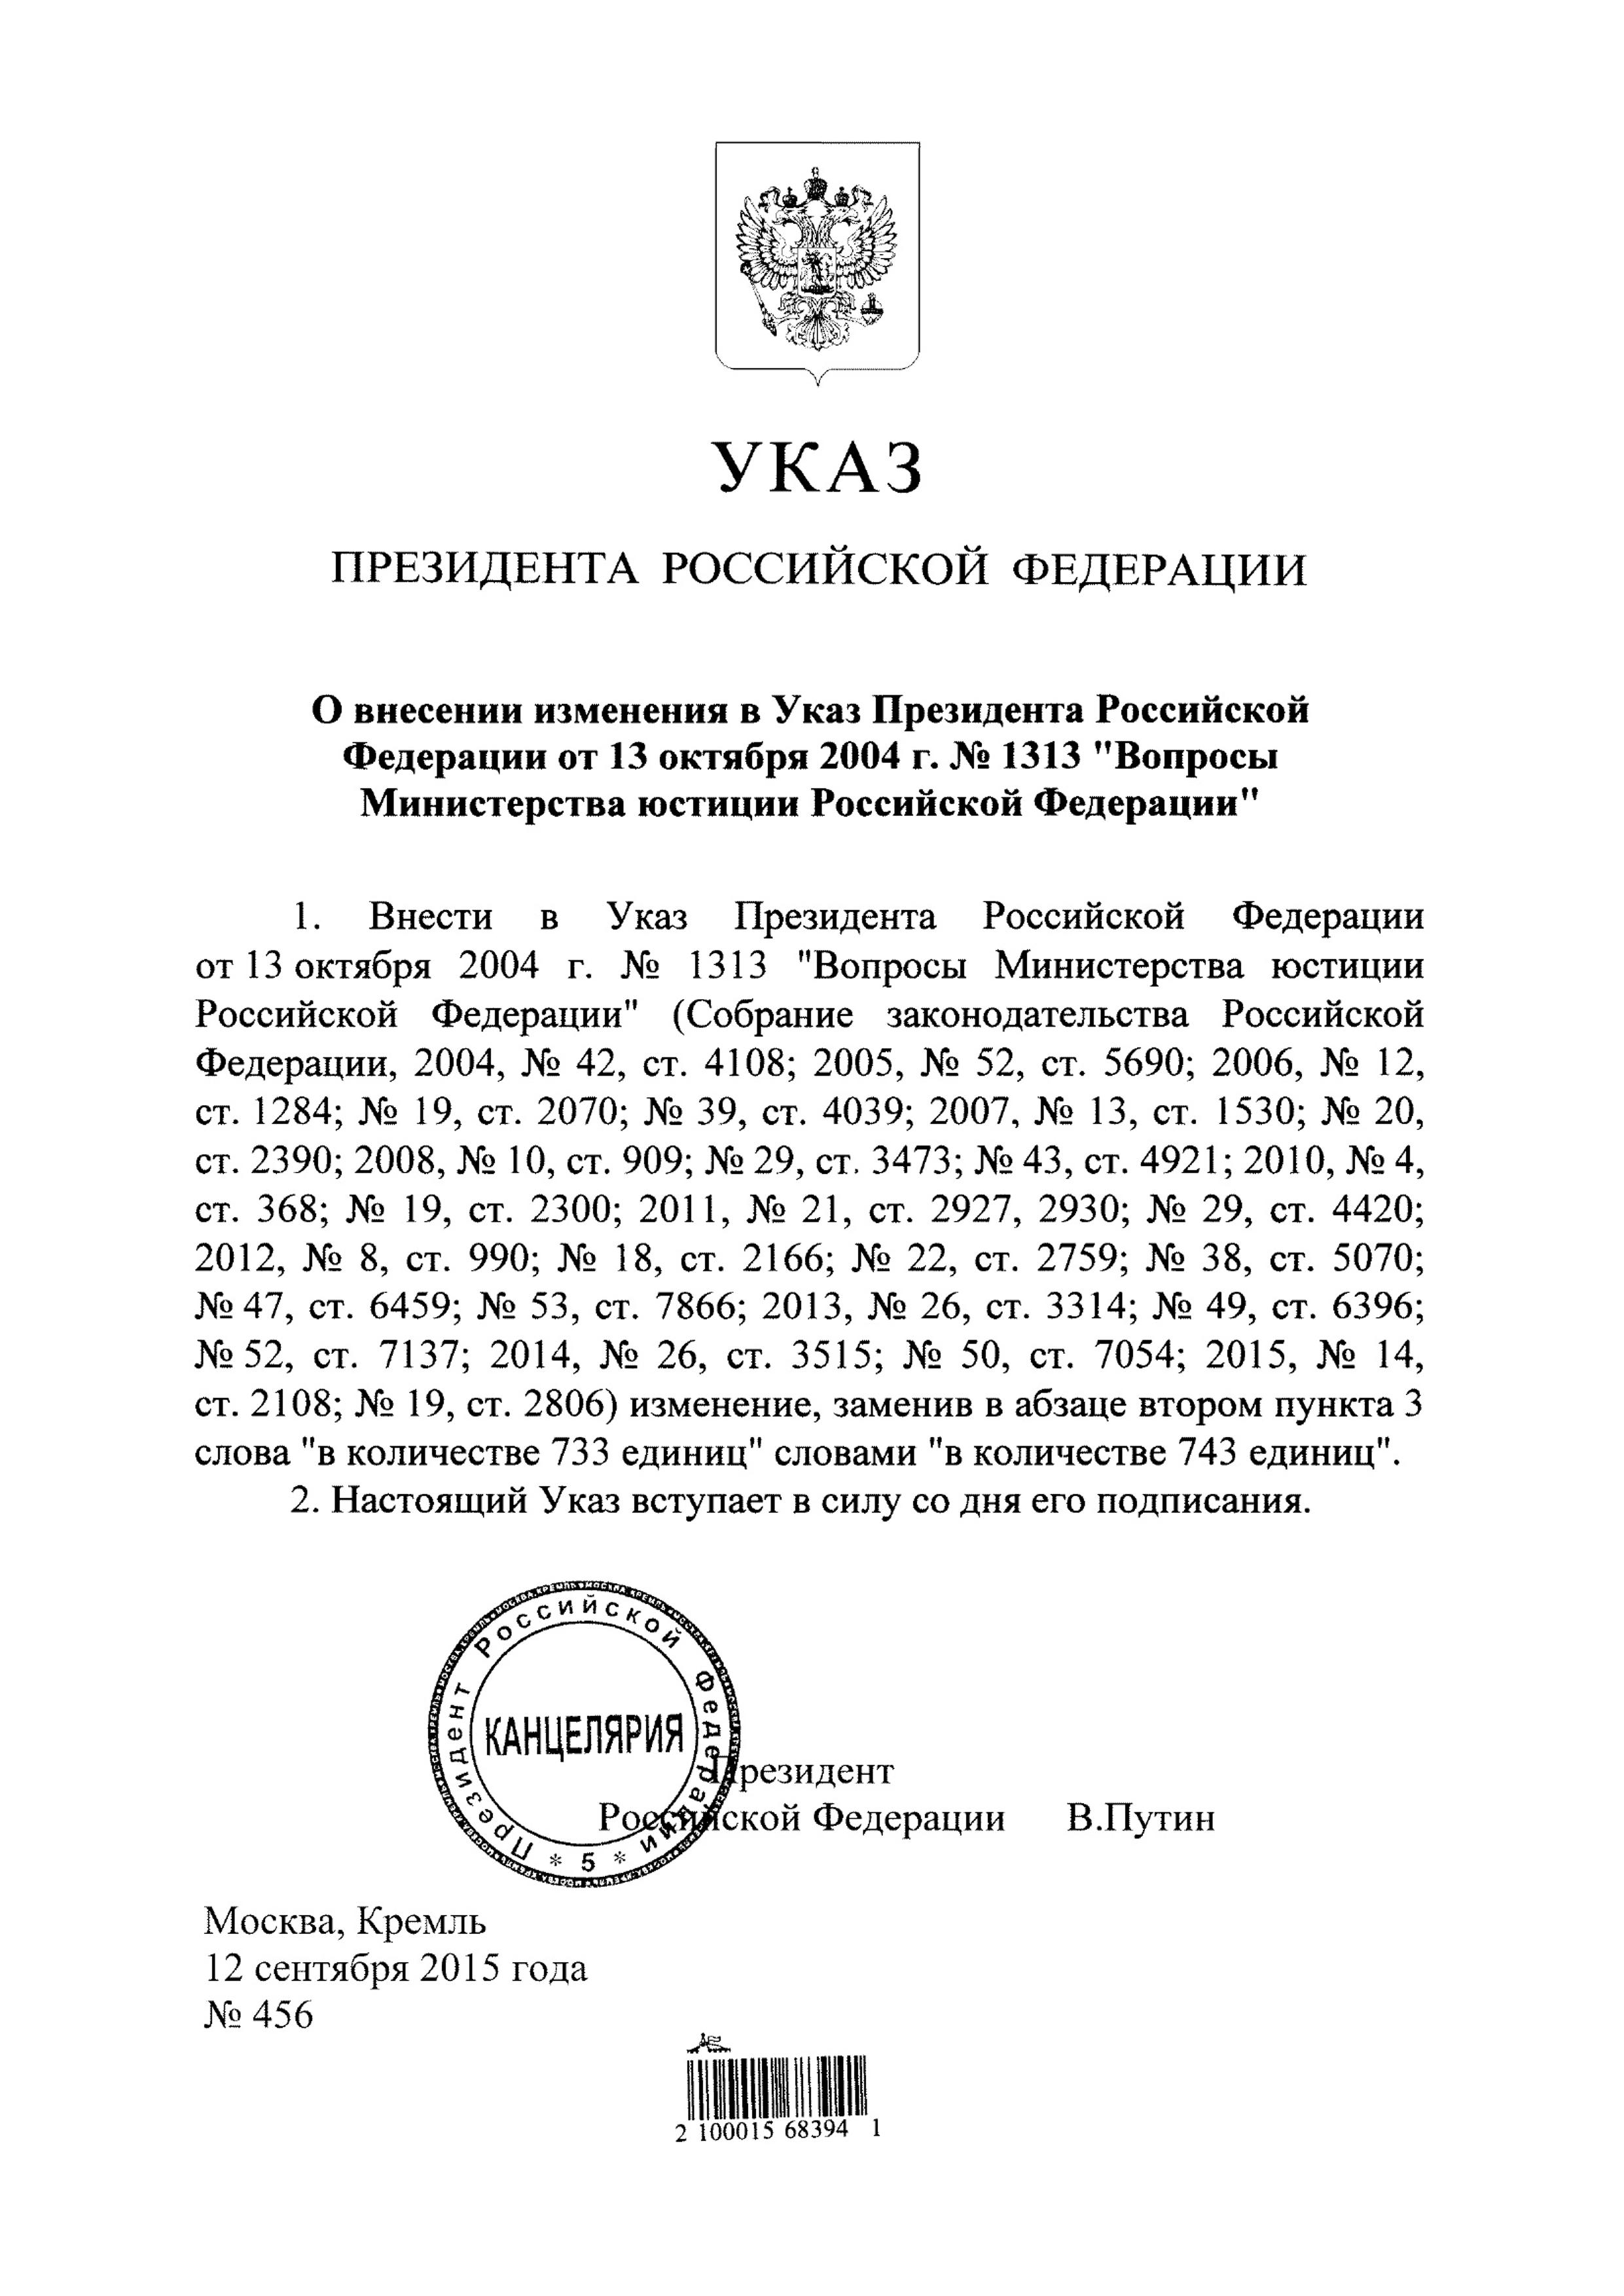 УКАЗ
ПРЕЗИДЕНТА РОССИЙСКОЙ ФЕДЕРАЦИИ
О внесении изменения в Указ Президента Российской
Федерации от 13 октября 2004 г. № 1313 "Вопросы
Министерства юстиции Российской Федерации"
1. Внести в Указ Президента Российской Федерации
от 13 октября 2004 г. № 1313 "Вопросы Министерства юстиции
Российской Федерации" (Собрание законодательства Российской
Федерации, 2004, № 42, ст. 4108; 2005, № 52, ст. 5690; 2006, № 12,
ст. 1284; № 19, ст. 2070; № 39, ст. 4039; 2007, № 13, ст. 1530; № 20,
ст. 2390; 2008, № 10, ст. 909; № 29, ст. 3473; № 43, ст. 4921; 2010, № 4,
ст. 368; № 19, ст. 2300; 2011, № 21, ст. 2927, 2930; № 29, ст. 4420;
2012, № 8, ст. 990; № 18, ст. 2166; № 22, ст. 2759; № 38, ст. 5070;
№ 47, ст. 6459; № 53, ст. 7866; 2013, № 26, ст. 3314; № 49, ст. 6396;
№ 52, ст. 7137; 2014, № 26, ст. 3515; № 50, ст. 7054; 2015, № 14,
ст. 2108; № 19, ст. 2806) изменение, заменив в абзаце втором пункта 3
слова "в количестве 733 единиц" словами "в количестве 743 единиц".
2. Настоящий Указ вступает в силу со дня его подписания.
Президент Российской Федерации
КАНЦЕЛЯРИЯ
* 5 *
Президент
Российской Федерации В.Путин
Москва, Кремль
12 сентября 2015 года
№ 456
2 100015 68394 1